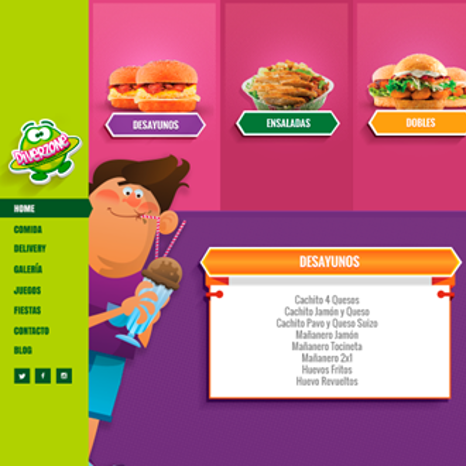 DESAYUNOS
ENSALADAS
DOBLES
DIVERZONE
HOME
COMIDA
DELIVERY
GALERÍA
JUEGOS
FIESTAS
CONTACTO
BLOG
DESAYUNOS
Cachito 4 Quesos
Cachito Jamón y Queso
Cachito Pavo y Queso Suizo
Mañanero Jamón
Mañanero Tocineta
Mañanero 2x1
Huevos Fritos
Huevo Revueltos